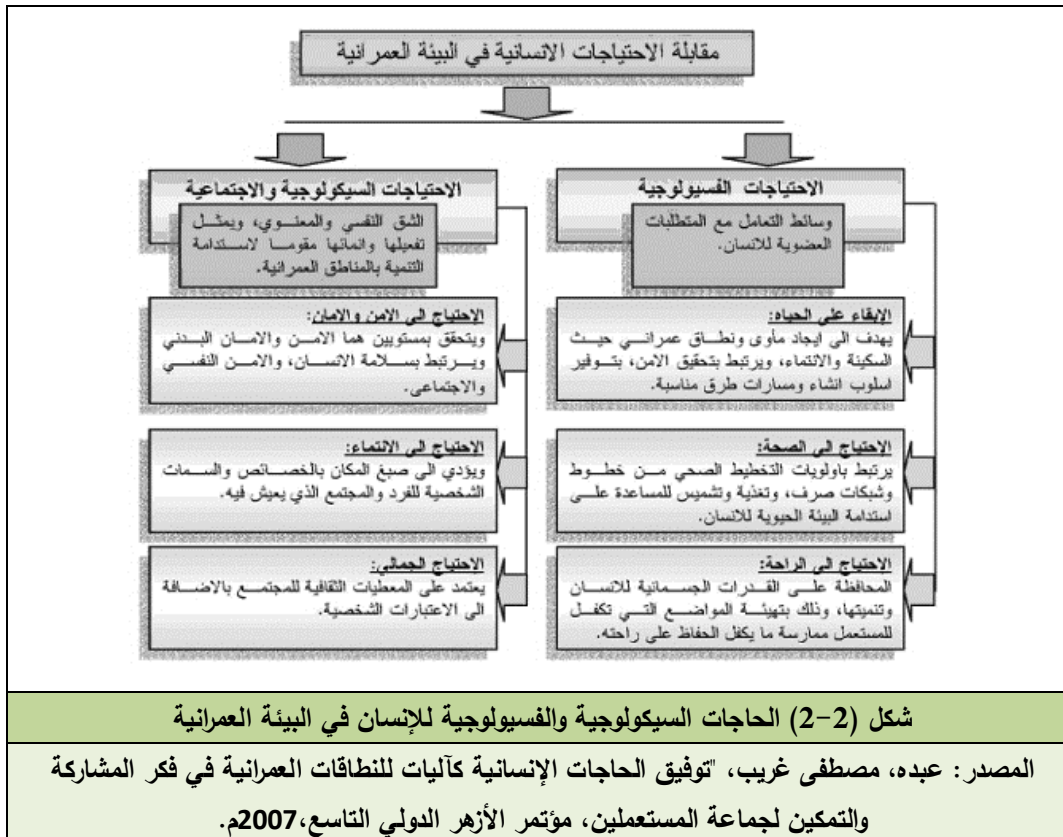 مقابلة الاحتياجات الانسانية في البيئة العمرانية
الاحتياجات الفسيولوجية
وسائط التعامل مع المتطلبات
العضوية للانسان.
الإبقاء على الحياه:
يهدف الى ايجاد مأوى ونطاق عمراني حيث
السكينة والانتماء، ويرتبط بتحقيق الامن، بتوفير
اسلوب انشاء ومسارات طرق مناسبة.
الإحتياج الى الصحة:
يرتبط باولويات التخطيط الصحي من خطوط
وشبكات صرف، وتغذية وتشميس للمساعدة على
استدامة البيئة الحيوية للانسان.
الإحتياج الى الراحة:
المحافظة على القدرات الجسمانية للانسان
وتنميتها، وذلك بتهيئة المواضع التي تكفل
للمستعمل ممارسة ما يكفل الحفاظ على راحته.
الاحتياجات السيكولوجية والاجتماعية
الشق النفسي والمعنوي، ويمثل
تفعيلها وانمائها مقوما لاستدامة
التنمية بالمناطق العمرانية.
الإحتياج الى الامن والامان:
ويتحقق بمستويين هما الامن والامان البدني
ويرتبط بسلامة الانسان، والامن النفسي
والاجتماعى.
الإحتياج الى الانتماء:
ويؤدي الى صبغ المكان بالخصائص والسمات
الشخصية للفرد والمجتمع الذي يعيش فيه.
الإحتياج الجمالي:
يعتمد على المعطيات الثقافية للمجتمع بالاضافة
الى الاعتبارات الشخصية.
شكل (2-2) الحاجات السيكولوجية والفسيولوجية للإنسان في البيئة العمرانية
المصدر: عبده، مصطفى غريب، "توفيق الحاجات الإنسانية كآليات للنطاقات العمرانية في فكر المشاركة
والتمكين لجماعة المستعملين، مؤتمر الأزهر الدولي التاسع،2007م.